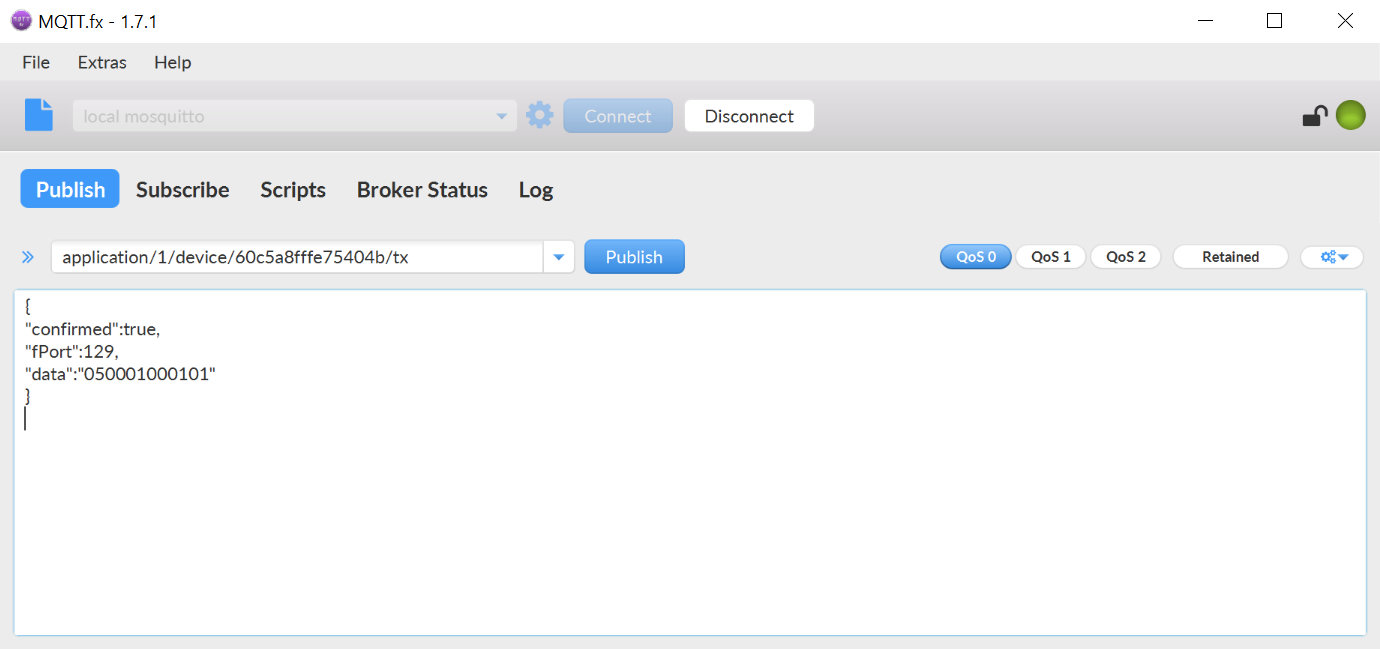 MQTT.fx - 1.7.1
File Extras Help
local mosquitto Connect Disconnect
Publish Subscribe Scripts Broker Status Log
application/1/device/60c5a8fffe75404b/tx Publish QoS 0 QoS 1 QoS 2 Retained
{
"confirmed":true,
"fPort":129,
"data":"050001000101"
}